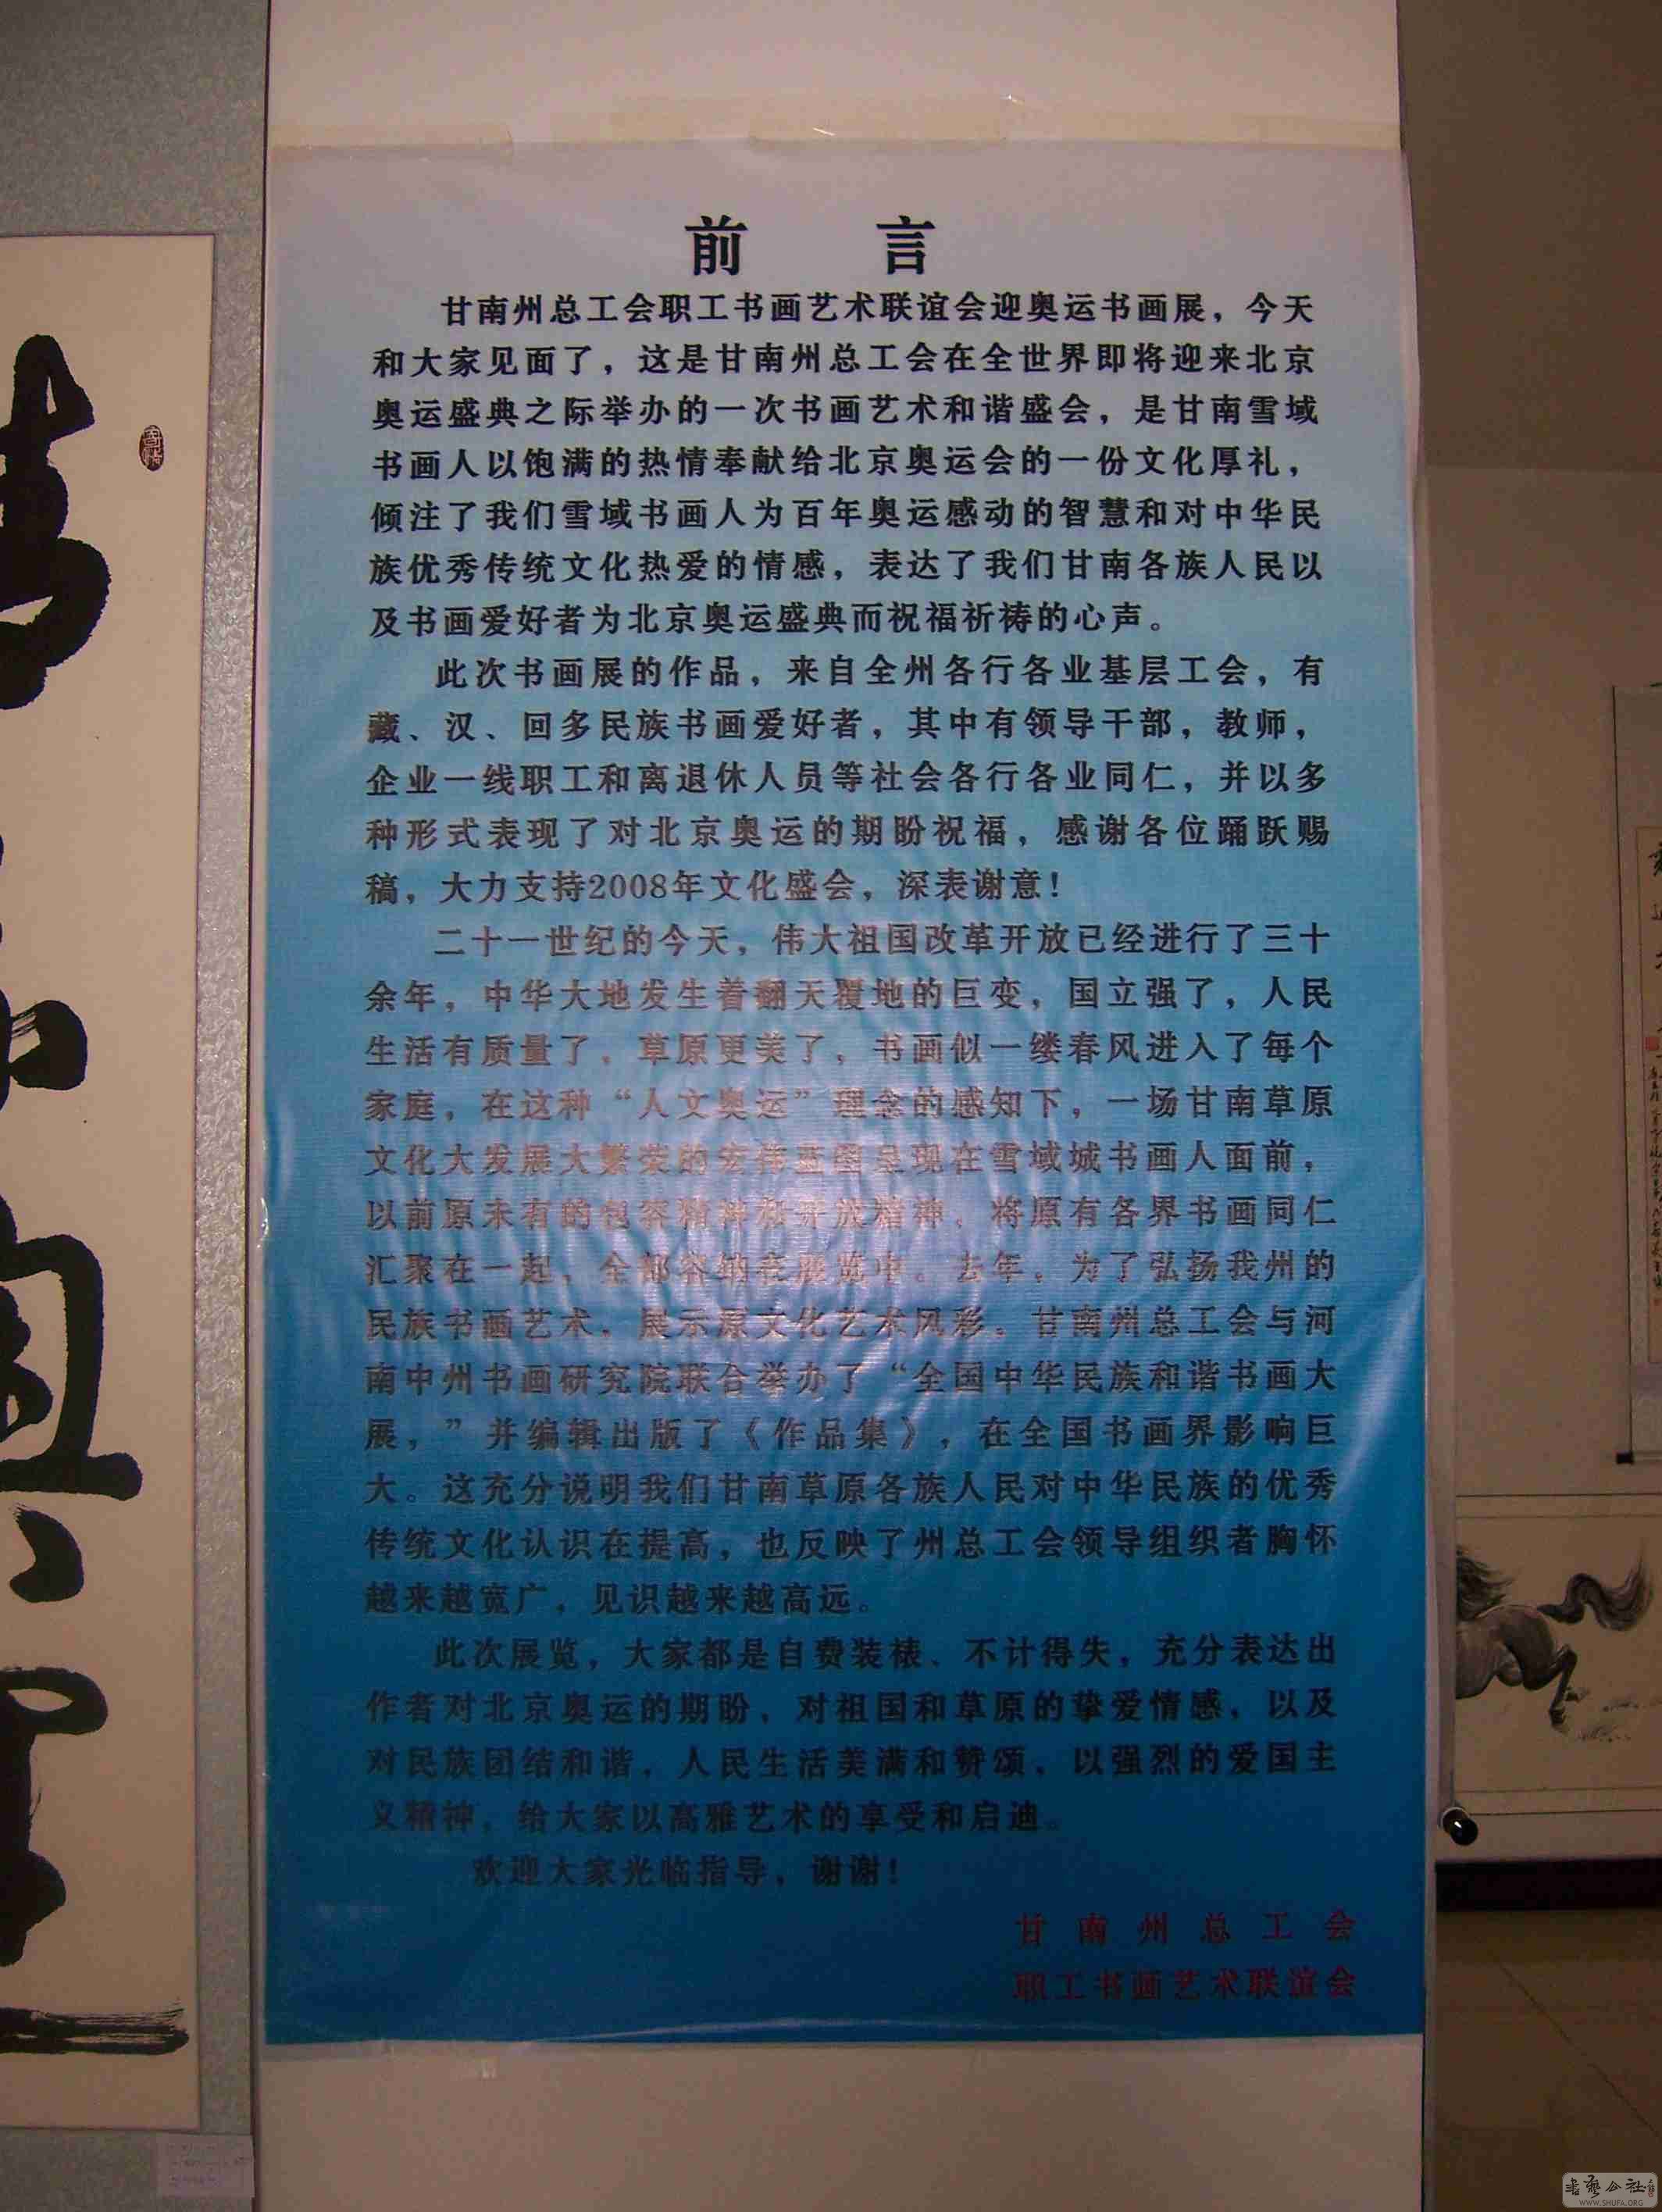 前 言
甘南州总工会职工书画艺术联谊会迎奥运书画展，今天
和大家见面了，这是甘南州总工会在全世界即将迎来北京
奥运盛典之际举办的一次书画艺术和谐盛会，是甘南雪域
书画人以饱满的热情奉献给北京奥运会的一份文化厚礼，
倾注了我们雪域书画人为百年奥运感动的智慧和对中华民
族优秀传统文化热爱的情感，表达了我们甘南各族人民以
及书画爱好者为北京奥运盛典而祝福祈祷的心声。
此次书画展的作品，来自全州各行各业基层工会，有
藏、汉、回多民族书画爱好者，其中有领导干部，教师，
企业一线职工和离退休人员等社会各行各业同仁，并以多
种形式表现了对北京奥运的期盼祝福，感谢各位踊跃赐
稿，大力支持2008年文化盛会，深表谢意！
二十一世纪的今天，伟大祖国改革开放已经进行了三十
余年，中华大地发生着翻天覆地的巨变，国立强了，人民
生活有质量了，草原更美了，书画似一缕春风进入了每个
家庭，在这种“人文奥运”理念的感知下，一场甘南草原
文化大发展大繁荣的宏伟蓝图呈现在雪域城书画人面前，
以前原未有的包容精神和开放精神，将原有各界书画同仁
汇聚在一起，全部容纳在展览中。去年，为了弘扬我州的
民族书画艺术，展示原文化艺术风彩。甘南州总工会与河
南中州书画研究院联合举办了“全国中华民族和谐书画大
展，”并编辑出版了《作品集》，在全国书画界影响巨
大。这充分说明我们甘南草原各族人民对中华民族的优秀
传统文化认识在提高，也反映了州总工会领导组织者胸怀
越来越宽广，见识越来越高远。
此次展览，大家都是自费装裱、不计得失，充分表达出
作者对北京奥运的期盼，对祖国和草原的挚爱情感，以及
对民族团结和谐，人民生活美满和赞颂，以强烈的爱国主
义精神，给大家以高雅艺术的享受和启迪。
欢迎大家光临指导，谢谢！
甘南州总工会
职工书画艺术联谊会
书艺公社
WWW.SHUFA.ORG